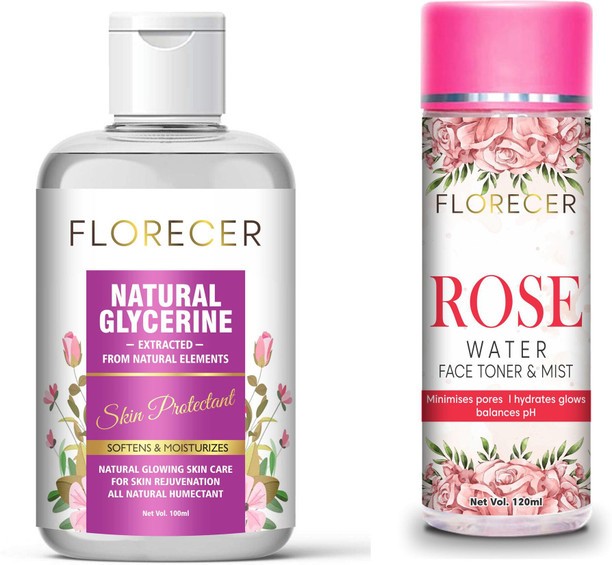 FLORECER
NATURAL
GLYCERINE
— EXTRACTED —
FROM NATURAL ELEMENTS
Skin Protectant
SOFTENS & MOISTURIZES
NATURAL GLOWING SKIN CARE
FOR SKIN REJUVENATION
ALL NATURAL HUMECTANT
Net Vol. 100ml
FLORECER
ROSE
WATER
FACE TONER & MIST
Minimises pores I hydrates glows
balances pH
Net Vol. 120ml